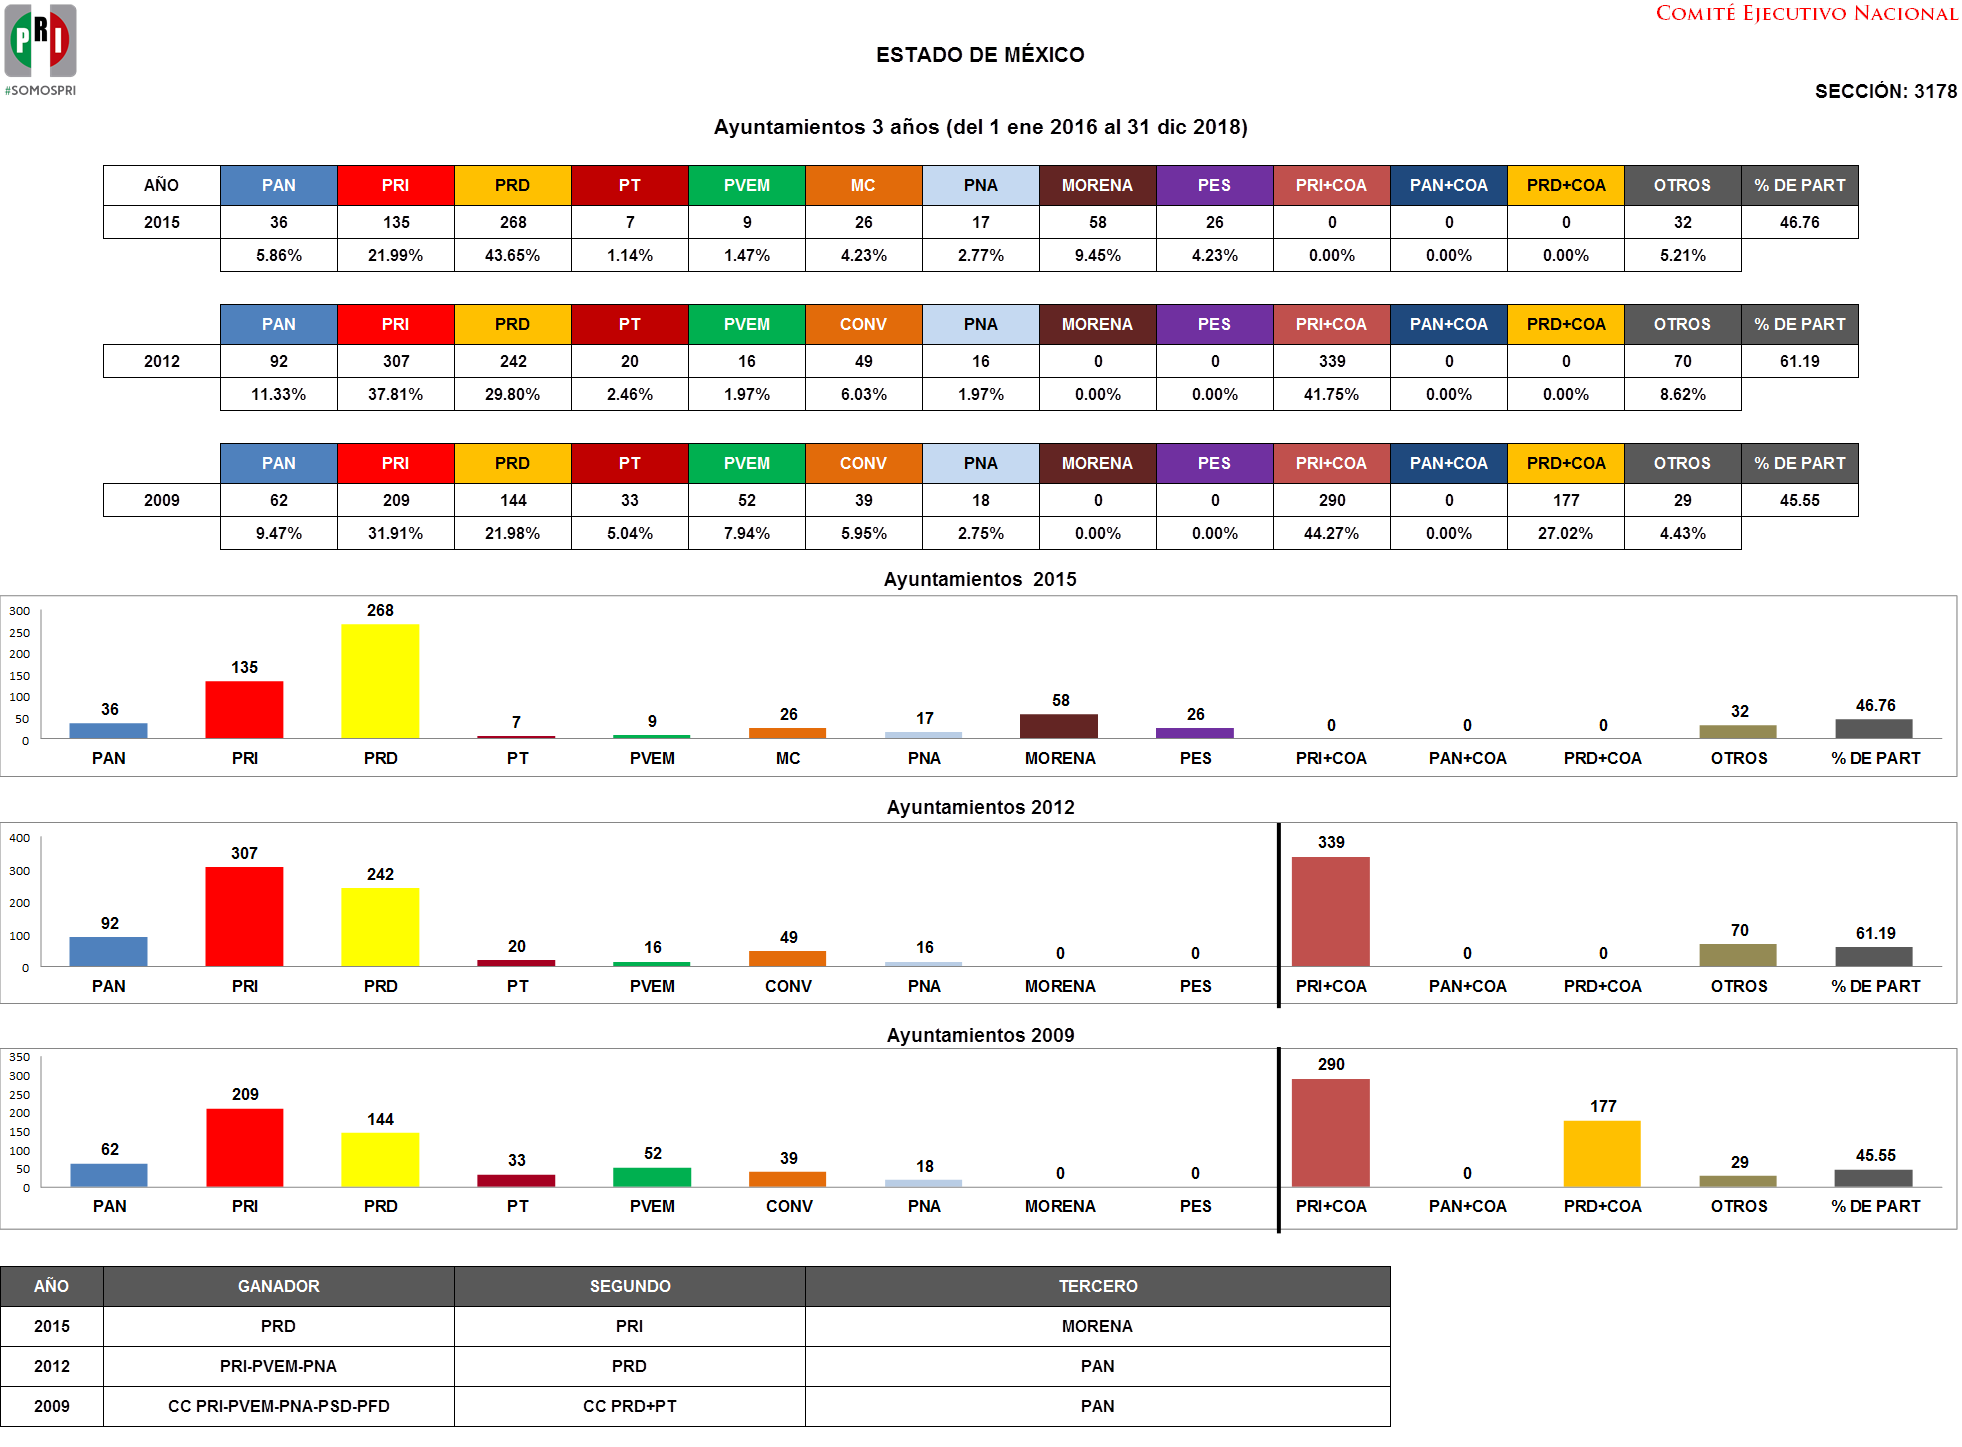 PRI
#SOMOSPRI
COMITÉ EJECUTIVO NACIONAL
ESTADO DE MÉXICO
SECCIÓN: 3178
Ayuntamientos 3 años (del 1 ene 2016 al 31 dic 2018)
AÑO PAN PRI PRD PT PVEM MC PNA MORENA PES PRI+COA PAN+COA PRD+COA OTROS % DE PART
2015 36 135 268 7 9 26 17 58 26 0 0 0 32 46.76
5.86% 21.99% 43.65% 1.14% 1.47% 4.23% 2.77% 9.45% 4.23% 0.00% 0.00% 0.00% 5.21%
PAN PRI PRD PT PVEM CONV PNA MORENA PES PRI+COA PAN+COA PRD+COA OTROS % DE PART
2012 92 307 242 20 16 49 16 0 0 339 0 0 70 61.19
11.33% 37.81% 29.80% 2.46% 1.97% 6.03% 1.97% 0.00% 0.00% 41.75% 0.00% 0.00% 8.62%
PAN PRI PRD PT PVEM CONV PNA MORENA PES PRI+COA PAN+COA PRD+COA OTROS % DE PART
2009 62 209 144 33 52 39 18 0 0 290 0 177 29 45.55
9.47% 31.91% 21.98% 5.04% 7.94% 5.95% 2.75% 0.00% 0.00% 44.27% 0.00% 27.02% 4.43%
Ayuntamientos 2015
300
250
200
150
100
50
0
36 135 268 7 9 26 17 58 26 0 0 0 32 46.76
PAN PRI PRD PT PVEM MC PNA MORENA PES PRI+COA PAN+COA PRD+COA OTROS % DE PART
Ayuntamientos 2012
400
300
200
100
0
92 307 242 20 16 49 16 0 0 339 0 0 70 61.19
PAN PRI PRD PT PVEM CONV PNA MORENA PES PRI+COA PAN+COA PRD+COA OTROS % DE PART
Ayuntamientos 2009
350
300
250
200
150
100
50
0
62 209 144 33 52 39 18 0 0 290 0 177 29 45.55
PAN PRI PRD PT PVEM CONV PNA MORENA PES PRI+COA PAN+COA PRD+COA OTROS % DE PART
AÑO GANADOR SEGUNDO TERCERO
2015 PRD PRI MORENA
2012 PRI-PVEM-PNA PRD PAN
2009 CC PRI-PVEM-PNA-PSD-PFD CC PRD+PT PAN